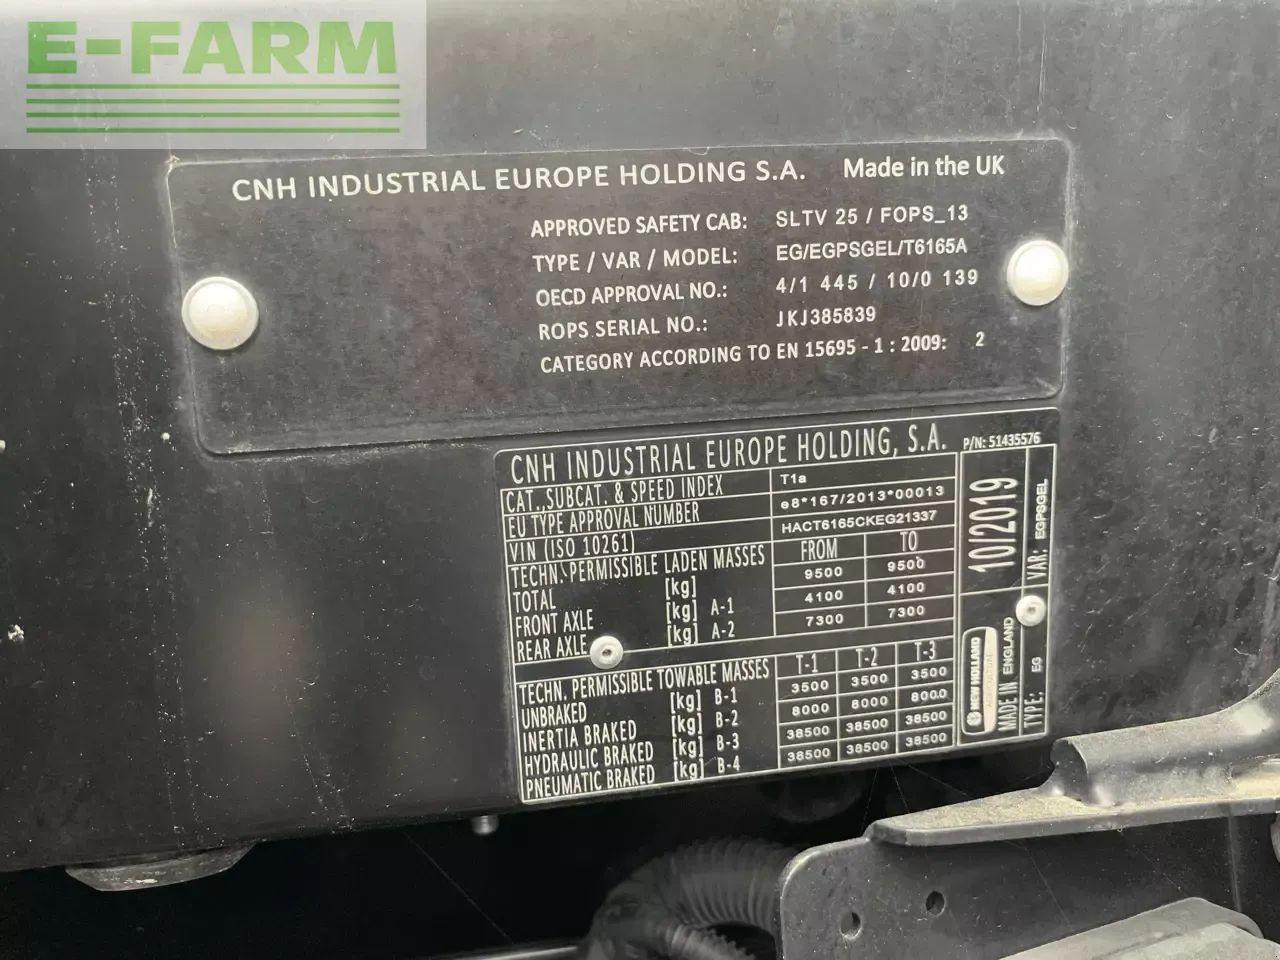 E-FARM
CNH INDUSTRIAL EUROPE HOLDING S.A. Made in the UK
APPROVED SAFETY CAB: SLTV 25 / FOPS_13
TYPE / VAR / MODEL: EG/EGPSGEL/T6165A
OECD APPROVAL NO.: 4/1 445 / 10/0 139
ROPS SERIAL NO.: JKJ385839
CATEGORY ACCORDING TO EN 15695 - 1 : 2009: 2
CNH INDUSTRIAL EUROPE HOLDING, S.A. P/N: 51435576
CAT.,SUBCAT. & SPEED INDEX T1a
EU TYPE APPROVAL NUMBER e8*167/2013*00013
VIN (ISO 10261) HACT6165CKEG21337
TECHN. PERMISSIBLE LADEN MASSES FROM TO
TOTAL [kg] 9500 9500
FRONT AXLE [kg] A-1 4100 4100
REAR AXLE [kg] A-2 7300 7300
TECHN. PERMISSIBLE TOWABLE MASSES T-1 T-2 T-3
UNBRAKED [kg] B-1 3500 3500 3500
INERTIA BRAKED [kg] B-2 8000 8000 8000
HYDRAULIC BRAKED [kg] B-3 38500 38500 38500
PNEUMATIC BRAKED [kg] B-4 38500 38500 38500
10/2019
VAR: EGPSGEL
NEW HOLLAND
AGRICULTURE
MADE IN ENGLAND
TYPE: EG